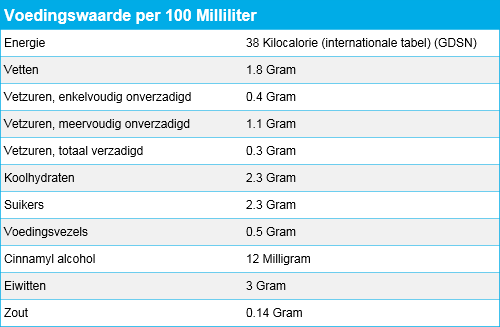 Voedingswaarde per 100 Milliliter
Energie 38 Kilocalorie (internationale tabel) (GDSN)
Vetten 1.8 Gram
Vetzuren, enkelvoudig onverzadigd 0.4 Gram
Vetzuren, meervoudig onverzadigd 1.1 Gram
Vetzuren, totaal verzadigd 0.3 Gram
Koolhydraten 2.3 Gram
Suikers 2.3 Gram
Voedingsvezels 0.5 Gram
Cinnamyl alcohol 12 Milligram
Eiwitten 3 Gram
Zout 0.14 Gram